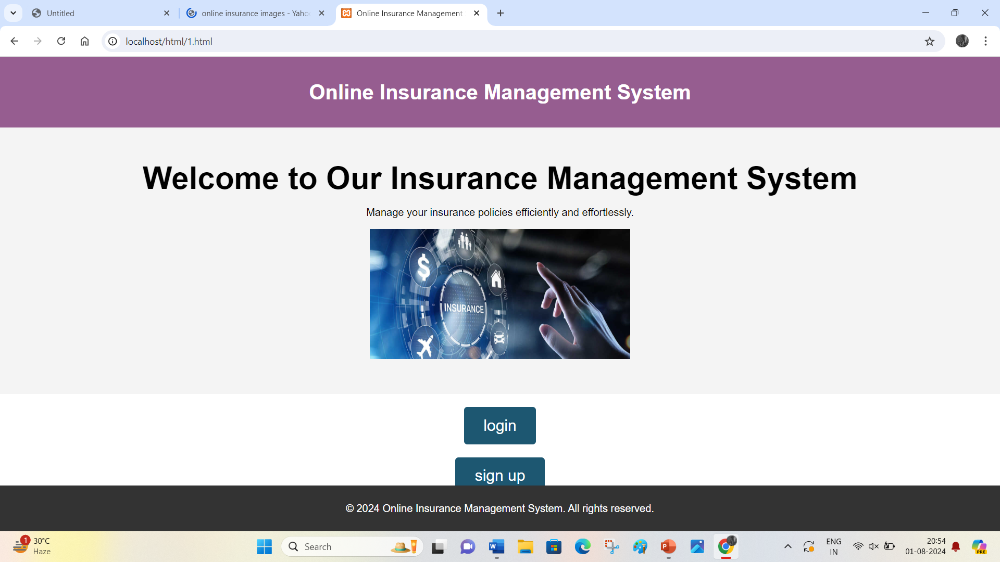 Untitled
online insurance images - Yaho
Online Insurance Management
localhost/html/1.html
Online Insurance Management System
Welcome to Our Insurance Management System
Manage your insurance policies efficiently and effortlessly.
$
INSURANCE
login
sign up
© 2024 Online Insurance Management System. All rights reserved.
1
30°C
Haze
Search
W
P
ENG
IN
20:54
01-08-2024
PRE